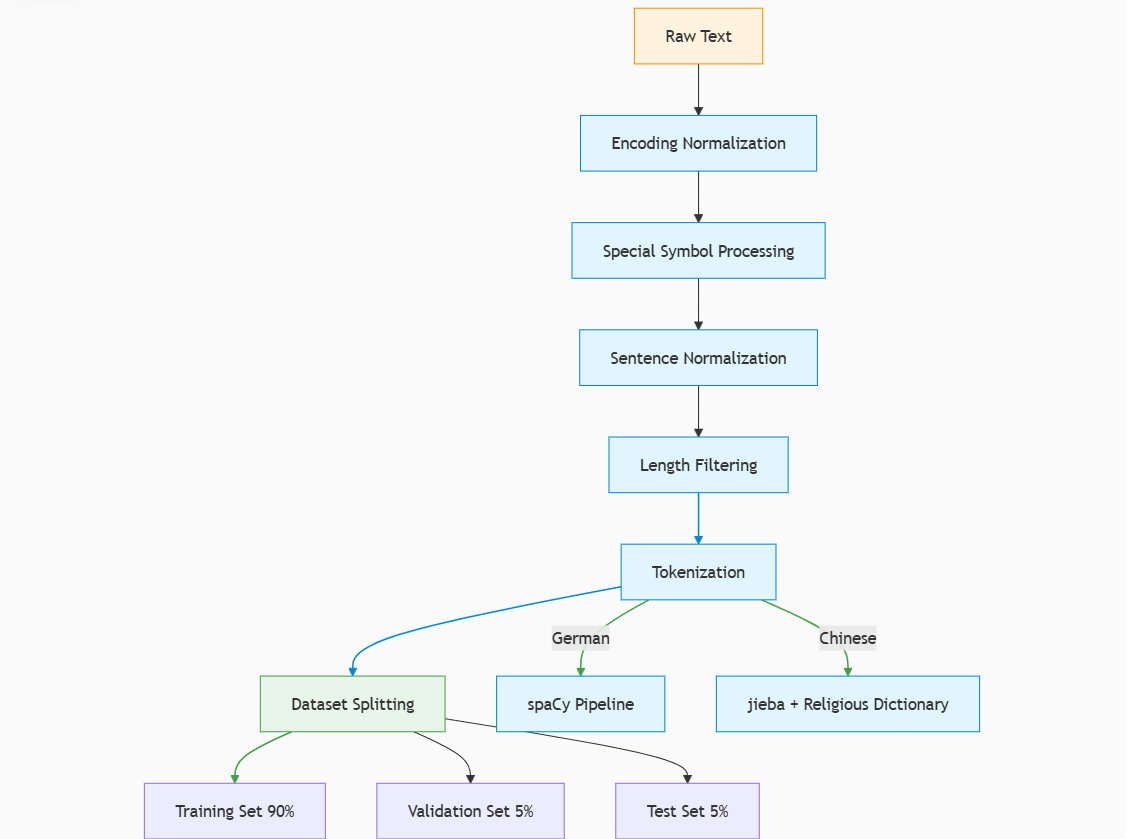 Raw Text
Encoding Normalization
Special Symbol Processing
Sentence Normalization
Length Filtering
Tokenization
German
Chinese
Dataset Splitting
spaCy Pipeline
jieba + Religious Dictionary
Training Set 90%
Validation Set 5%
Test Set 5%